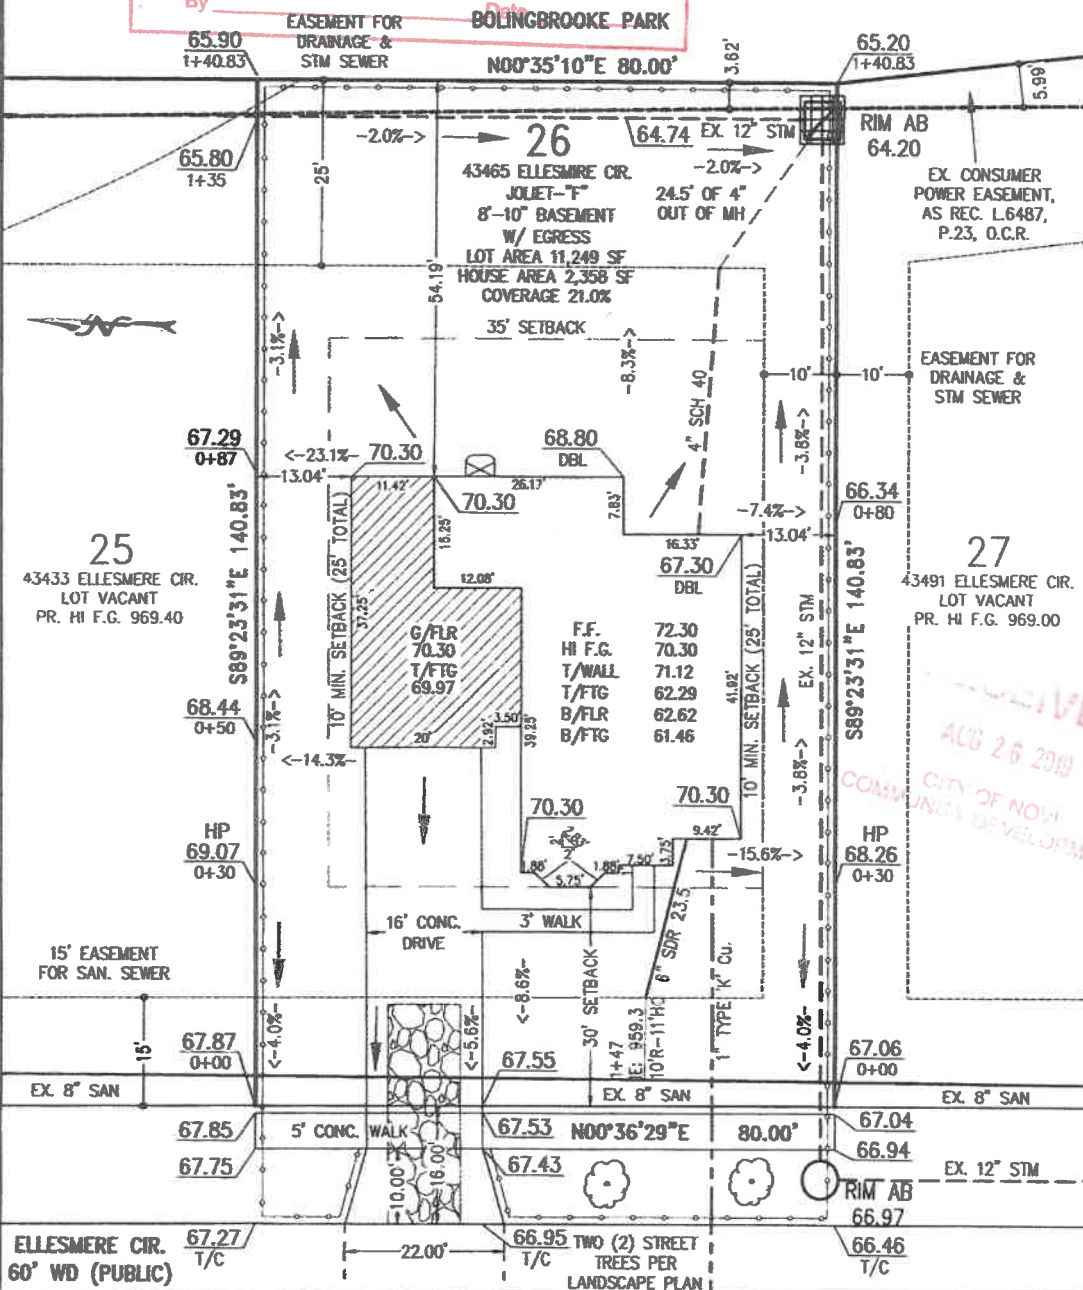 By
Date
BOLINGBROOKE PARK
EASEMENT FOR
DRAINAGE &
STM SEWER
65.90
1+40.83
N00°35'10"E 80.00'
3.62'
65.20
1+40.83
5.99'
-2.0%->
26
64.74
EX. 12" STM
-2.0%->
RIM AB
64.20
65.80
1+35
25'
43465 ELLESMIRE CIR.
JOLIET-"F"
8'-10" BASEMENT
W/ EGRESS
LOT AREA 11,249 SF
HOUSE AREA 2,358 SF
COVERAGE 21.0%
24.5' OF 4"
OUT OF MH
EX. CONSUMER
POWER EASEMENT,
AS REC. L.6487,
P.23, O.C.R.
54.19'
N
35' SETBACK
-3.1%->
-8.3%->
4" SCH 40
10'
10'
EASEMENT FOR
DRAINAGE &
STM SEWER
-3.8%->
67.29
0+87
<-23.1%-
70.30
68.80
DBL
13.04'
11.42'
26.17'
70.30
7.83'
66.34
0+80
-7.4%->
13.04'
16.33'
67.30
DBL
15.25'
12.08'
25
43433 ELLESMERE CIR.
LOT VACANT
PR. HI F.G. 969.40
S89°23'31"E 140.83'
10' MIN. SETBACK (25' TOTAL)
37.25'
G/FLR
70.30
T/FTG
69.97
F.F. 72.30
HI F.G. 70.30
T/WALL 71.12
T/FTG 62.29
B/FLR 62.62
B/FTG 61.46
41.92'
10' MIN. SETBACK (25' TOTAL)
EX. 12" STM
S89°23'31"E 140.83'
27
43491 ELLESMERE CIR.
LOT VACANT
PR. HI F.G. 969.00
68.44
0+50
-3.1%->
<-14.3%-
20'
2.92'
3.50'
39.25'
-3.8%->
AUG 26 2019
CITY OF NOVI
COMMUNITY DEVELOPM
70.30
70.30
HP
69.07
0+30
2'
2.83'
2'
1.88'
5.75'
1.88'
7.50'
3.75'
9.42'
-15.6%->
HP
68.26
0+30
16' CONC.
DRIVE
3' WALK
6" SDR 23.5
15' EASEMENT
FOR SAN. SEWER
15'
<-4.0%-
<-5.6%-
<-8.6%-
30' SETBACK
1+47
IE: 959.3
10'R-11'HC
1" TYPE 'K' Cu.
<-4.0%-
67.87
0+00
67.55
67.06
0+00
EX. 8" SAN
EX. 8" SAN
EX. 8" SAN
67.85
5' CONC. WALK
67.53
N00°36'29"E 80.00'
67.04
67.75
67.43
66.94
10.00'
16.00'
EX. 12" STM
RIM AB
66.97
ELLESMERE CIR.
60' WD (PUBLIC)
67.27
T/C
22.00'
66.95
T/C
TWO (2) STREET
TREES PER
LANDSCAPE PLAN
66.46
T/C